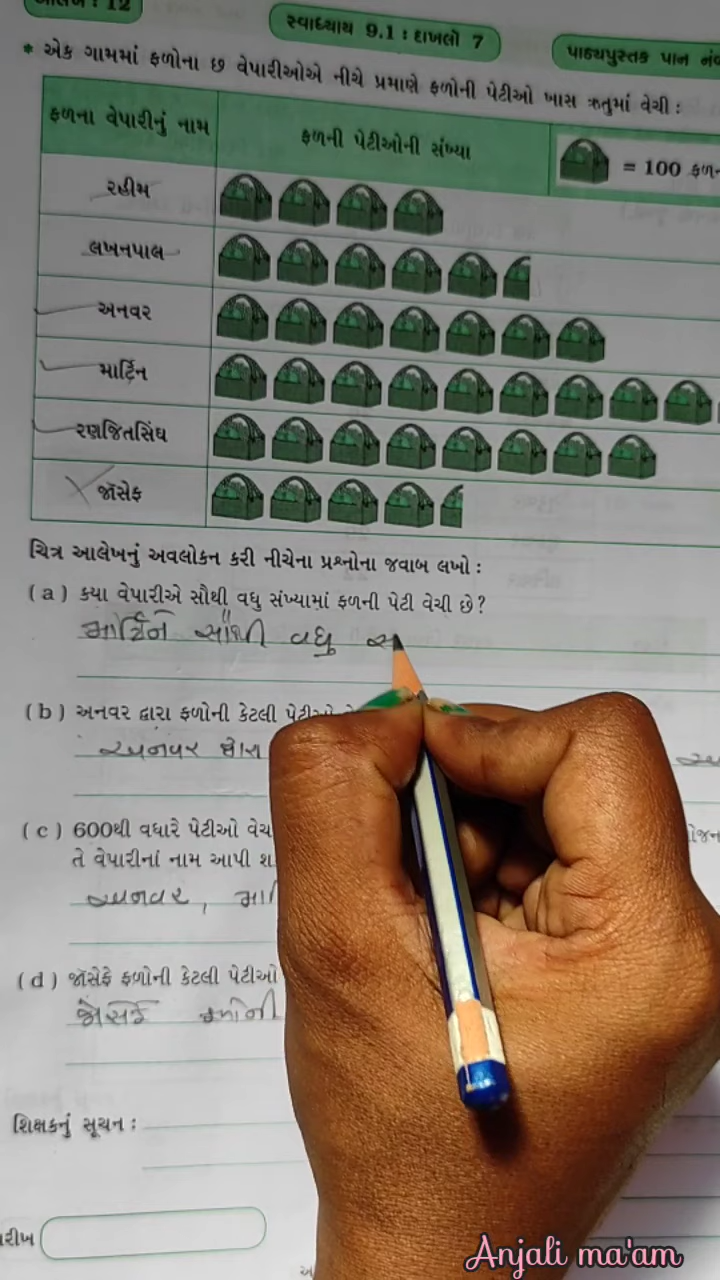 આલેખ : 12
સ્વાધ્યાય 9.1 : દાખલો 7
પાઠ્યપુસ્તક પાન નં
* એક ગામમાં ફળોના છ વેપારીઓએ નીચે પ્રમાણે ફળોની પેટીઓ ખાસ ઋતુમાં વેચી :
ફળના વેપારીનું નામ
ફળની પેટીઓની સંખ્યા
= 100 ફળ
રહીમ
લખનપાલ
અનવર
માર્ટિન
રણજિતસિંઘ
જૉસેફ
ચિત્ર આલેખનું અવલોકન કરી નીચેના પ્રશ્નોના જવાબ લખો :
(a) ક્યા વેપારીએ સૌથી વધુ સંખ્યામાં ફળની પેટી વેચી છે?
માર્ટિને સૌથી વધુ સ
(b) અનવર દ્વારા ફળોની કેટલી પેટીઓ
અનવર દ્વારા
(c) 600થી વધારે પેટીઓ વેચ
તે વેપારીનાં નામ આપી શ
અનવર, મા
(d) જૉસેફે ફળોની કેટલી પેટીઓ
જોસેફે ફળોની
શિક્ષકનું સૂચન :
રીખ
Anjali ma'am